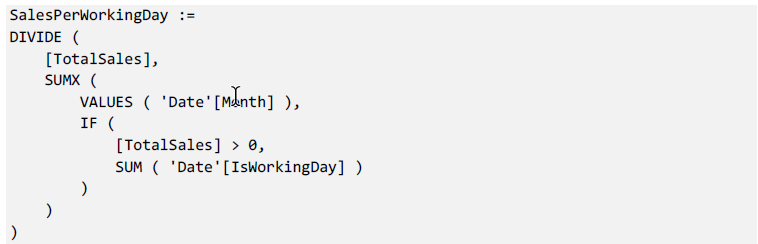 SalesPerWorkingDay :=
DIVIDE (
    [TotalSales],
    SUMX (
        VALUES ( 'Date'[Month] ),
        IF (
            [TotalSales] > 0,
            SUM ( 'Date'[IsWorkingDay] )
        )
    )
)